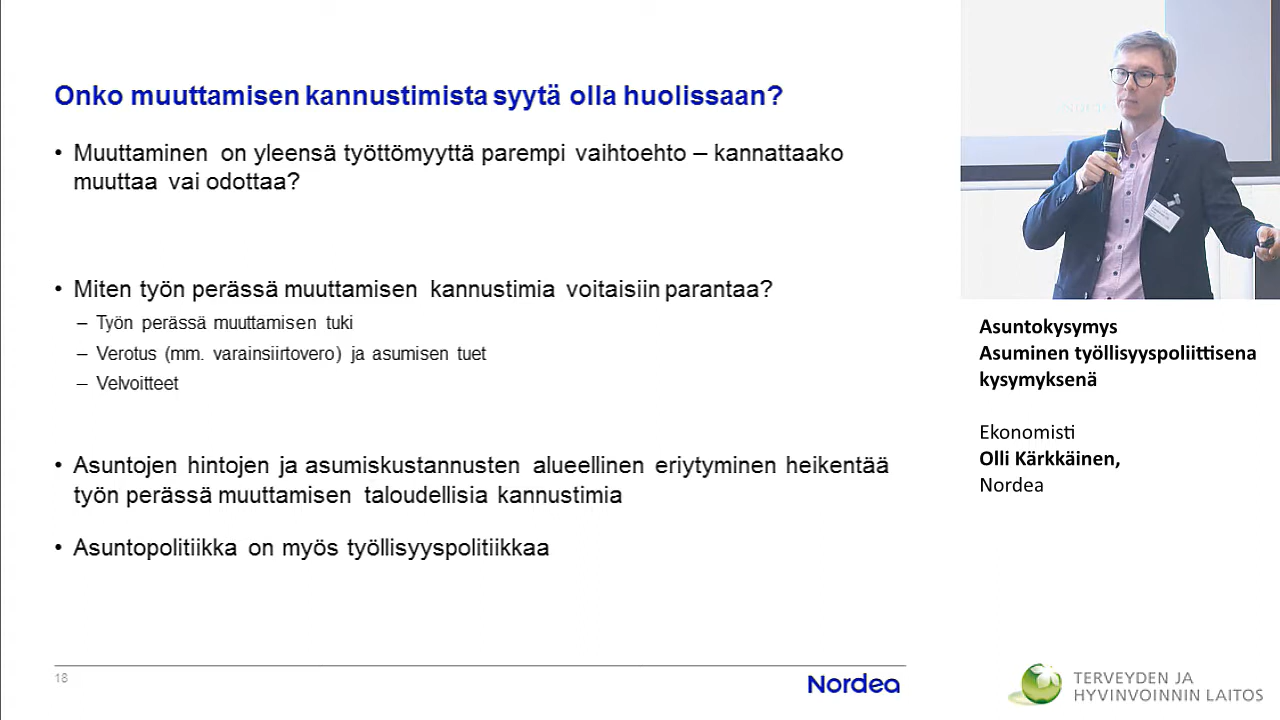 Onko muuttamisen kannustimista syytä olla huolissaan?
• Muuttaminen on yleensä työttömyyttä parempi vaihtoehto – kannattaako
muuttaa vai odottaa?
• Miten työn perässä muuttamisen kannustimia voitaisiin parantaa?
– Työn perässä muuttamisen tuki
– Verotus (mm. varainsiirtovero) ja asumisen tuet
– Velvoitteet
• Asuntojen hintojen ja asumiskustannusten alueellinen eriytyminen heikentää
työn perässä muuttamisen taloudellisia kannustimia
• Asuntopolitiikka on myös työllisyyspolitiikkaa
18
Nordea
Asuntokysymys
Asuminen työllisyyspoliittisena
kysymyksenä
Ekonomisti
Olli Kärkkäinen,
Nordea
TERVEYDEN JA
HYVINVOINNIN LAITOS